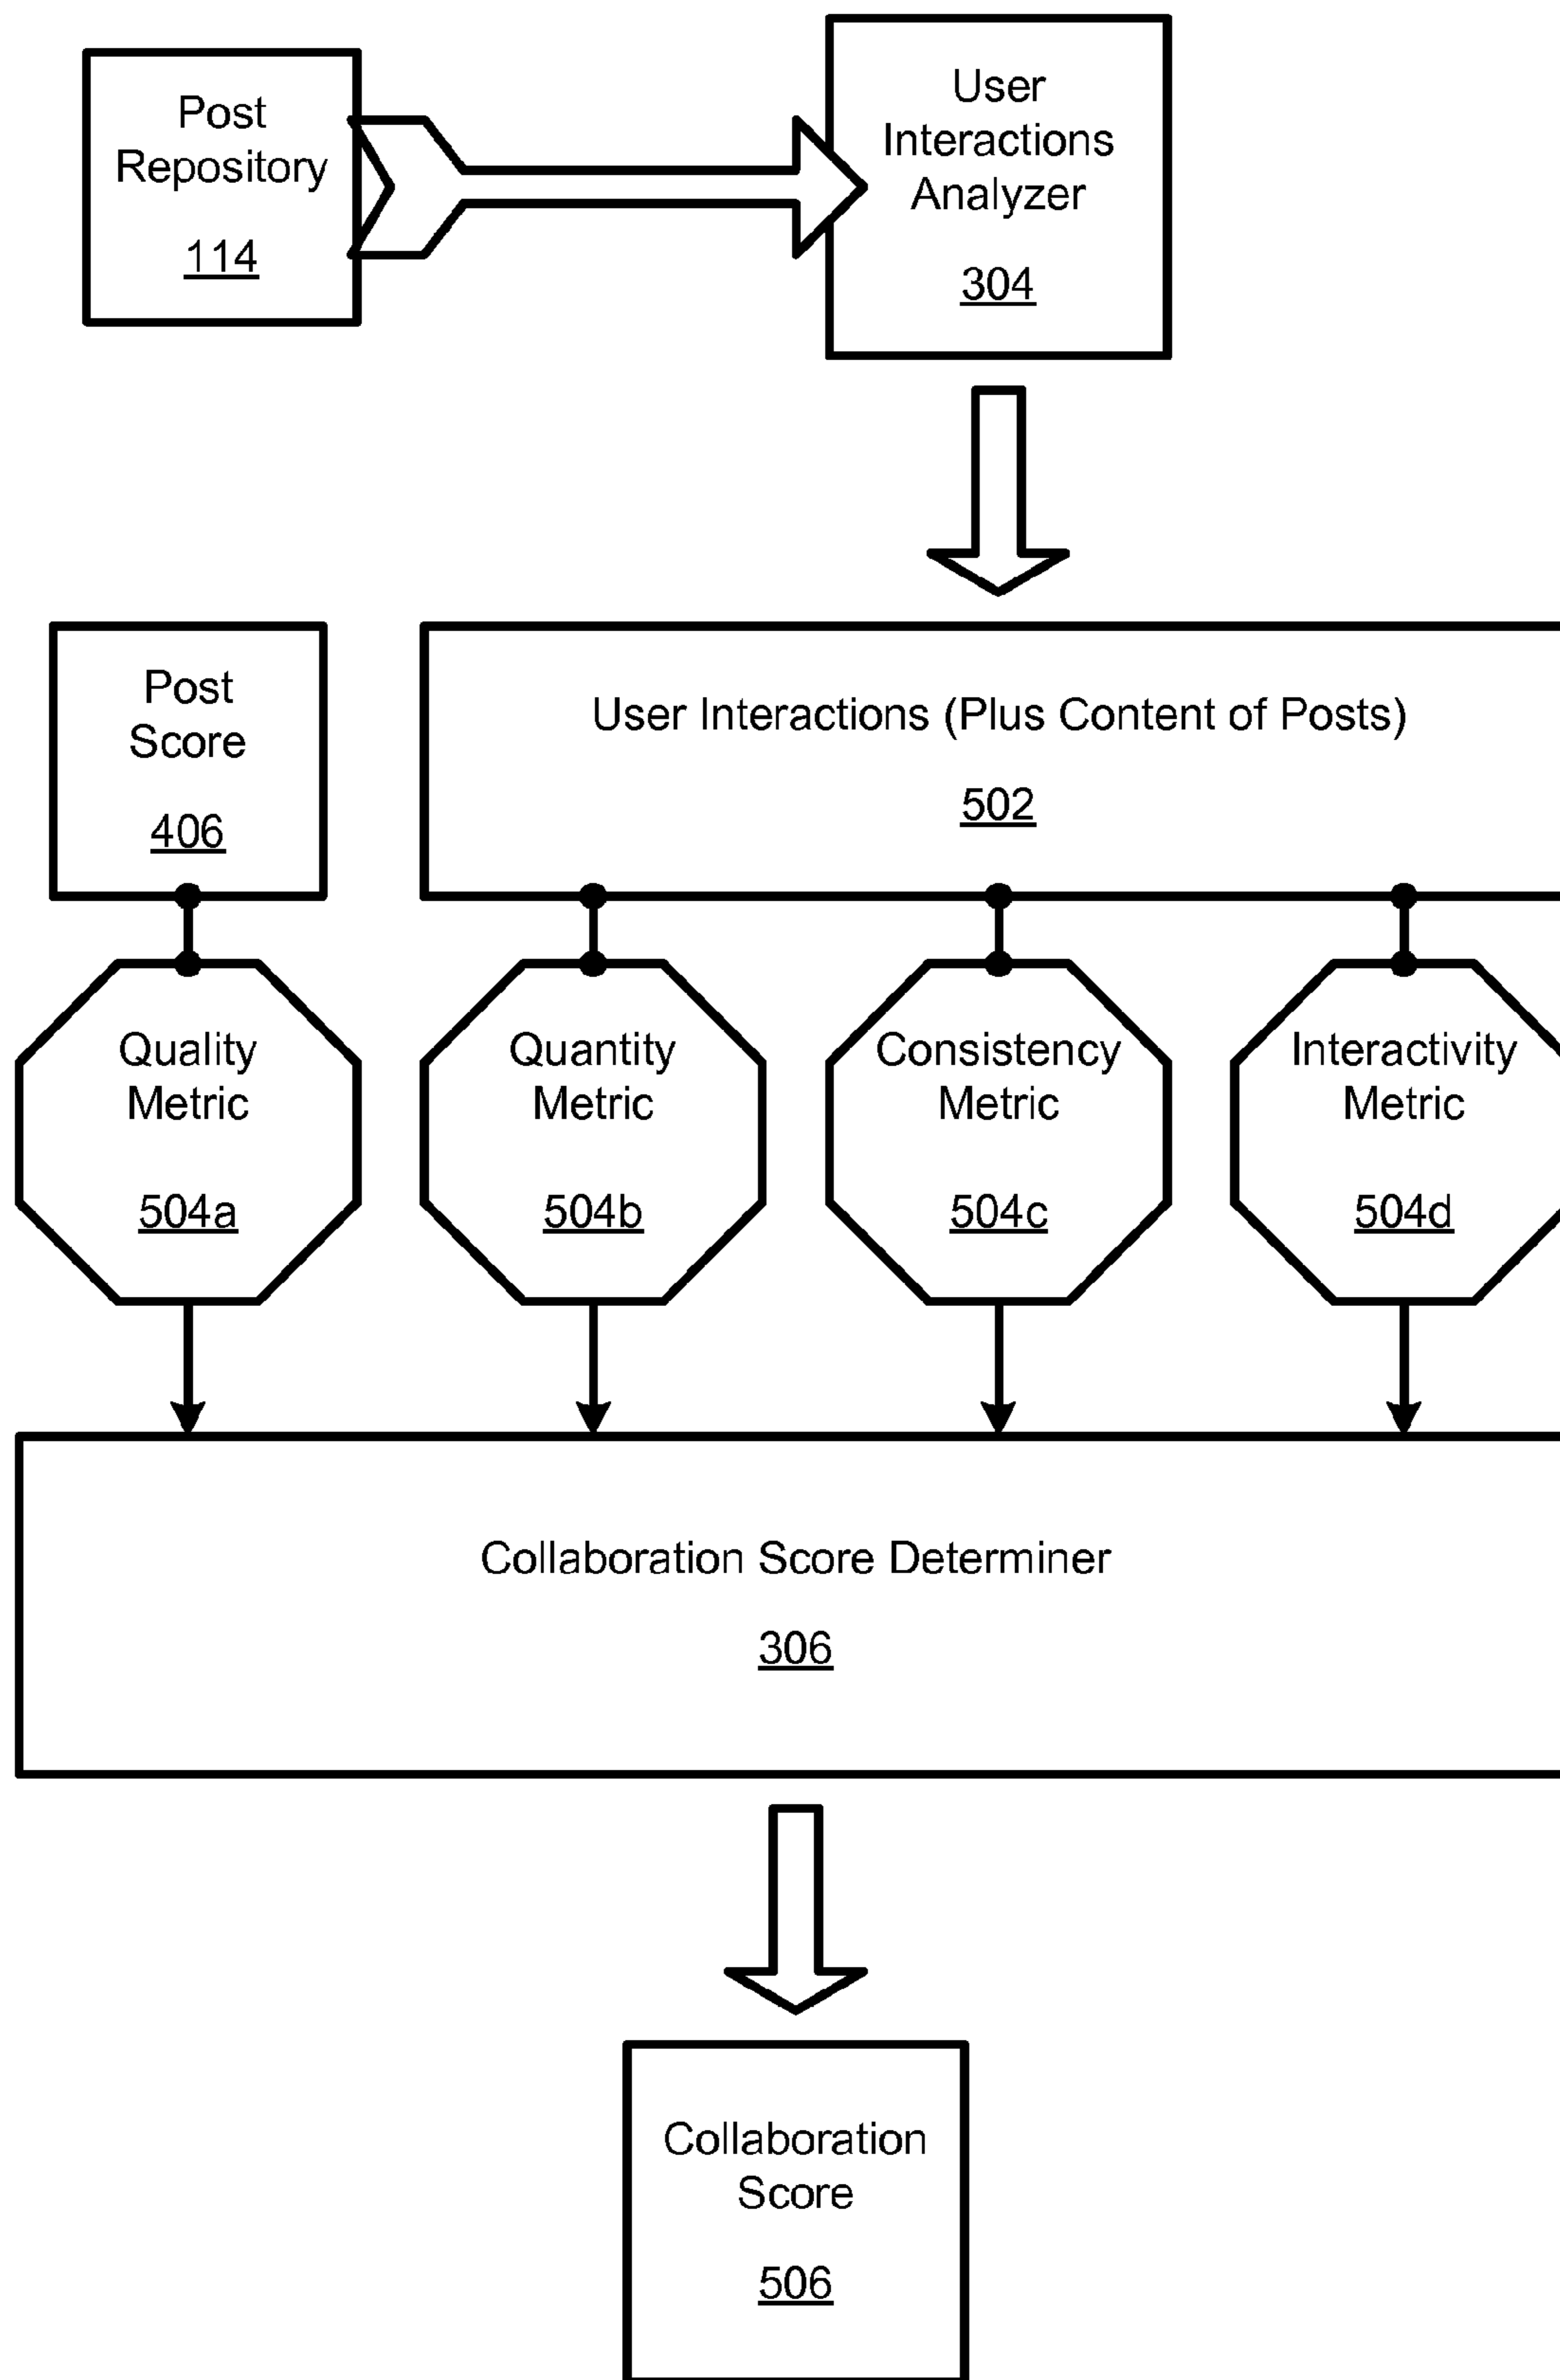 Post
Repository
114
User
Interactions
Analyzer
304
Post
Score
406
User Interactions (Plus Content of Posts)
502
Quality
Metric
504a
Quantity
Metric
504b
Consistency
Metric
504c
Interactivity
Metric
504d
Collaboration Score Determiner
306
Collaboration
Score
506